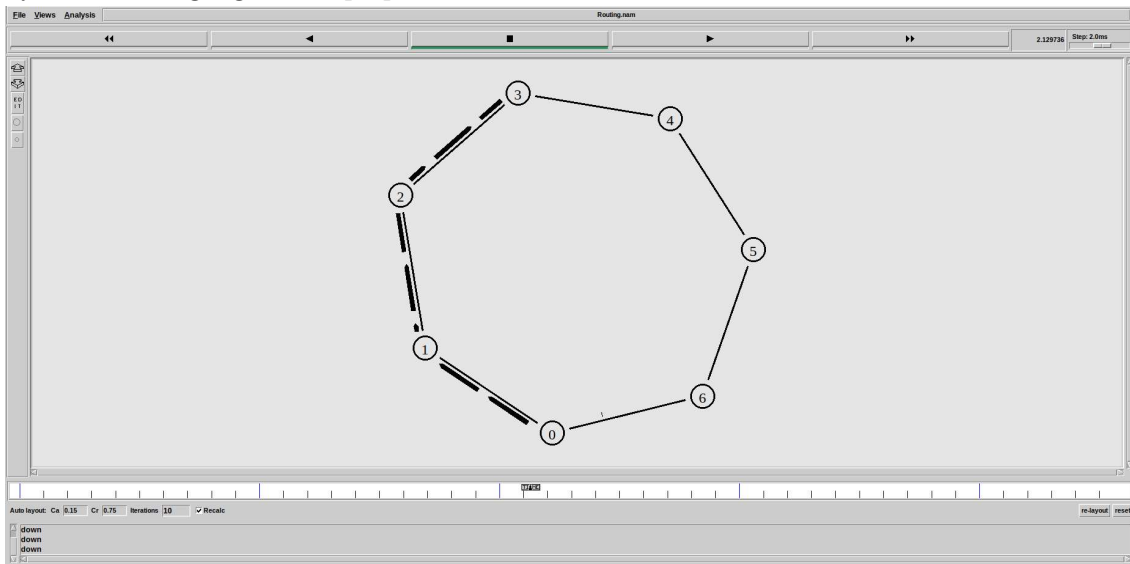 File Views Analysis Routing.nam
2.129736 Step: 2.0ms
3
4
2
5
1
6
0
Auto layout: Ca 0.15 Cr 0.75 Iterations 10 Recalc re-layout reset
down
down
down